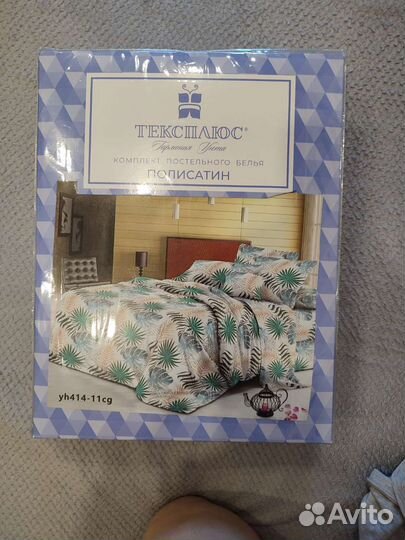 ТЕКСПЛЮС®
Гармония Уюта
КОМПЛЕКТ ПОСТЕЛЬНОГО БЕЛЬЯ
ПОЛИСАТИН
yh414-11cg
Avito